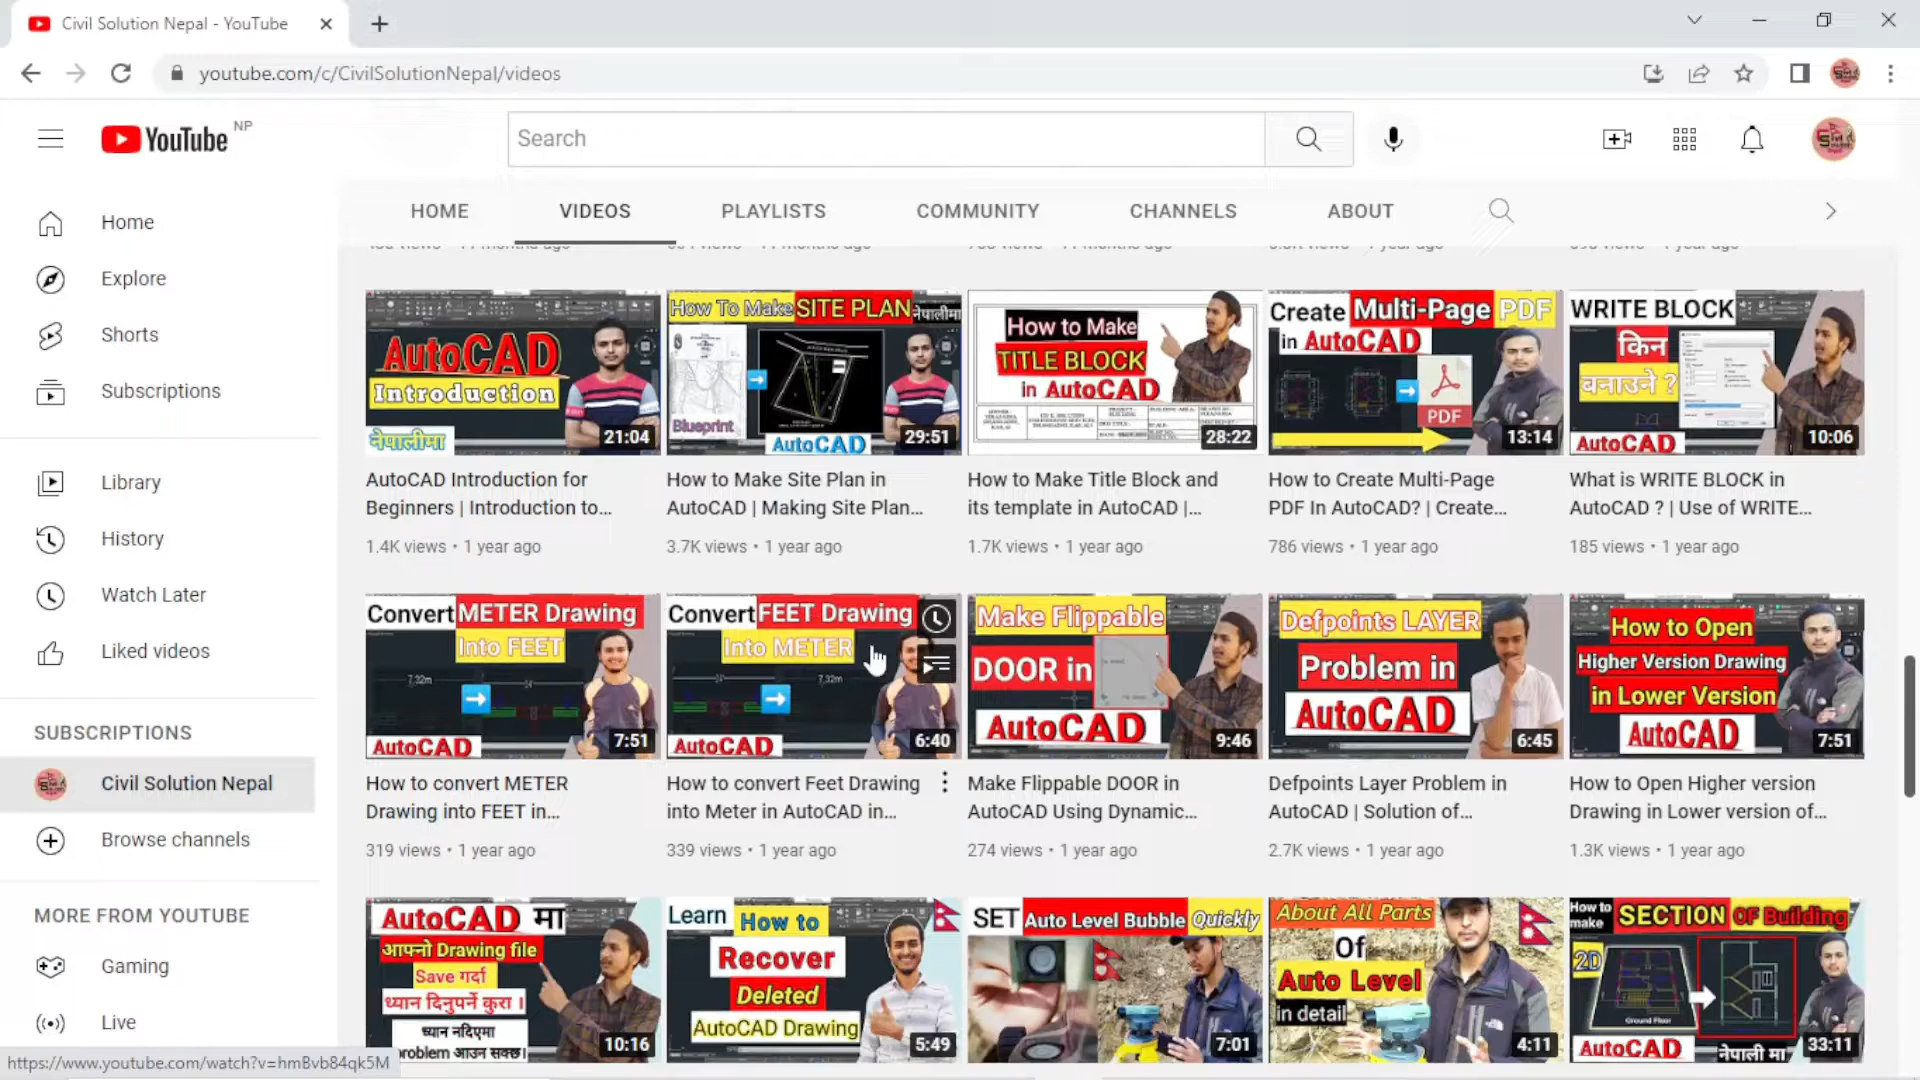 Civil Solution Nepal - YouTube
youtube.com/c/CivilSolutionNepal/videos
YouTube NP
Search
HOME
VIDEOS
PLAYLISTS
COMMUNITY
CHANNELS
ABOUT
Home
Explore
Shorts
Subscriptions
Library
History
Watch Later
Liked videos
SUBSCRIPTIONS
Civil Solution Nepal
Browse channels
MORE FROM YOUTUBE
Gaming
Live
AutoCAD
Introduction
नेपालीमा
21:04
AutoCAD Introduction for
Beginners | Introduction to...
1.4K views • 1 year ago
How To Make SITE PLAN नेपालीमा
Blueprint
AutoCAD
29:51
How to Make Site Plan in
AutoCAD | Making Site Plan...
3.7K views • 1 year ago
How to Make
TITLE BLOCK
in AutoCAD
28:22
How to Make Title Block and
its template in AutoCAD |...
1.7K views • 1 year ago
Create Multi-Page PDF
in AutoCAD
PDF
13:14
How to Create Multi-Page
PDF In AutoCAD? | Create...
786 views • 1 year ago
WRITE BLOCK
किन
बनाउने ?
AutoCAD
10:06
What is WRITE BLOCK in
AutoCAD ? | Use of WRITE...
185 views • 1 year ago
Convert METER Drawing
Into FEET
7.32m
24'
AutoCAD
7:51
How to convert METER
Drawing into FEET in...
319 views • 1 year ago
Convert FEET Drawing
Into METER
24'
7.32m
AutoCAD
6:40
How to convert Feet Drawing
into Meter in AutoCAD in...
339 views • 1 year ago
Make Flippable
DOOR in
AutoCAD
9:46
Make Flippable DOOR in
AutoCAD Using Dynamic...
274 views • 1 year ago
Defpoints LAYER
Problem in
AutoCAD
6:45
Defpoints Layer Problem in
AutoCAD | Solution of...
2.7K views • 1 year ago
How to Open
Higher Version Drawing
in Lower Version
AutoCAD
7:51
How to Open Higher version
Drawing in Lower version of...
1.3K views • 1 year ago
AutoCAD मा
आफ्नो Drawing file
Save गर्दा
ध्यान दिनुपर्ने कुरा ।
ध्यान नदिएमा
problem आउन सक्छ।
10:16
Learn How to
Recover
Deleted
AutoCAD Drawing
5:49
SET Auto Level Bubble Quickly
7:01
About All Parts
Of
Auto Level
in detail
4:11
How to
make SECTION OF Building
2D
Ground Floor
AutoCAD
नेपाली मा
33:11
https://www.youtube.com/watch?v=hmBvb84qk5M